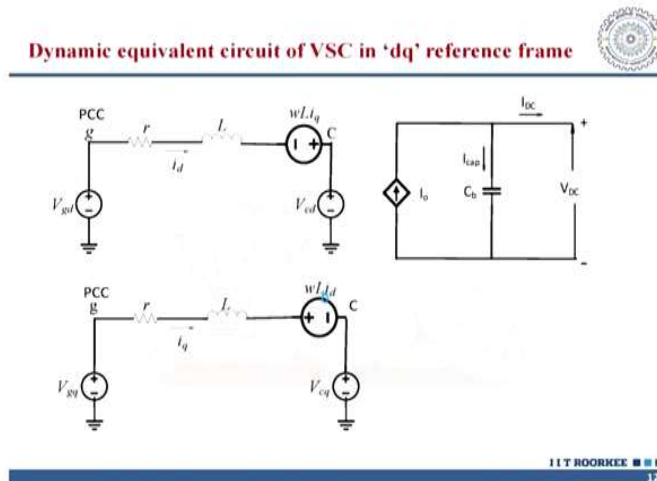 Dynamic equivalent circuit of VSC in 'dq' reference frame
PCC
g
r
L
wLi_q
C
i_d
V_gd
V_cd
I_DC
I_cap
I_o
C_b
V_DC
+
-
PCC
g
r
L
wLi_d
C
i_q
V_gq
V_cq
I I T ROORKEE